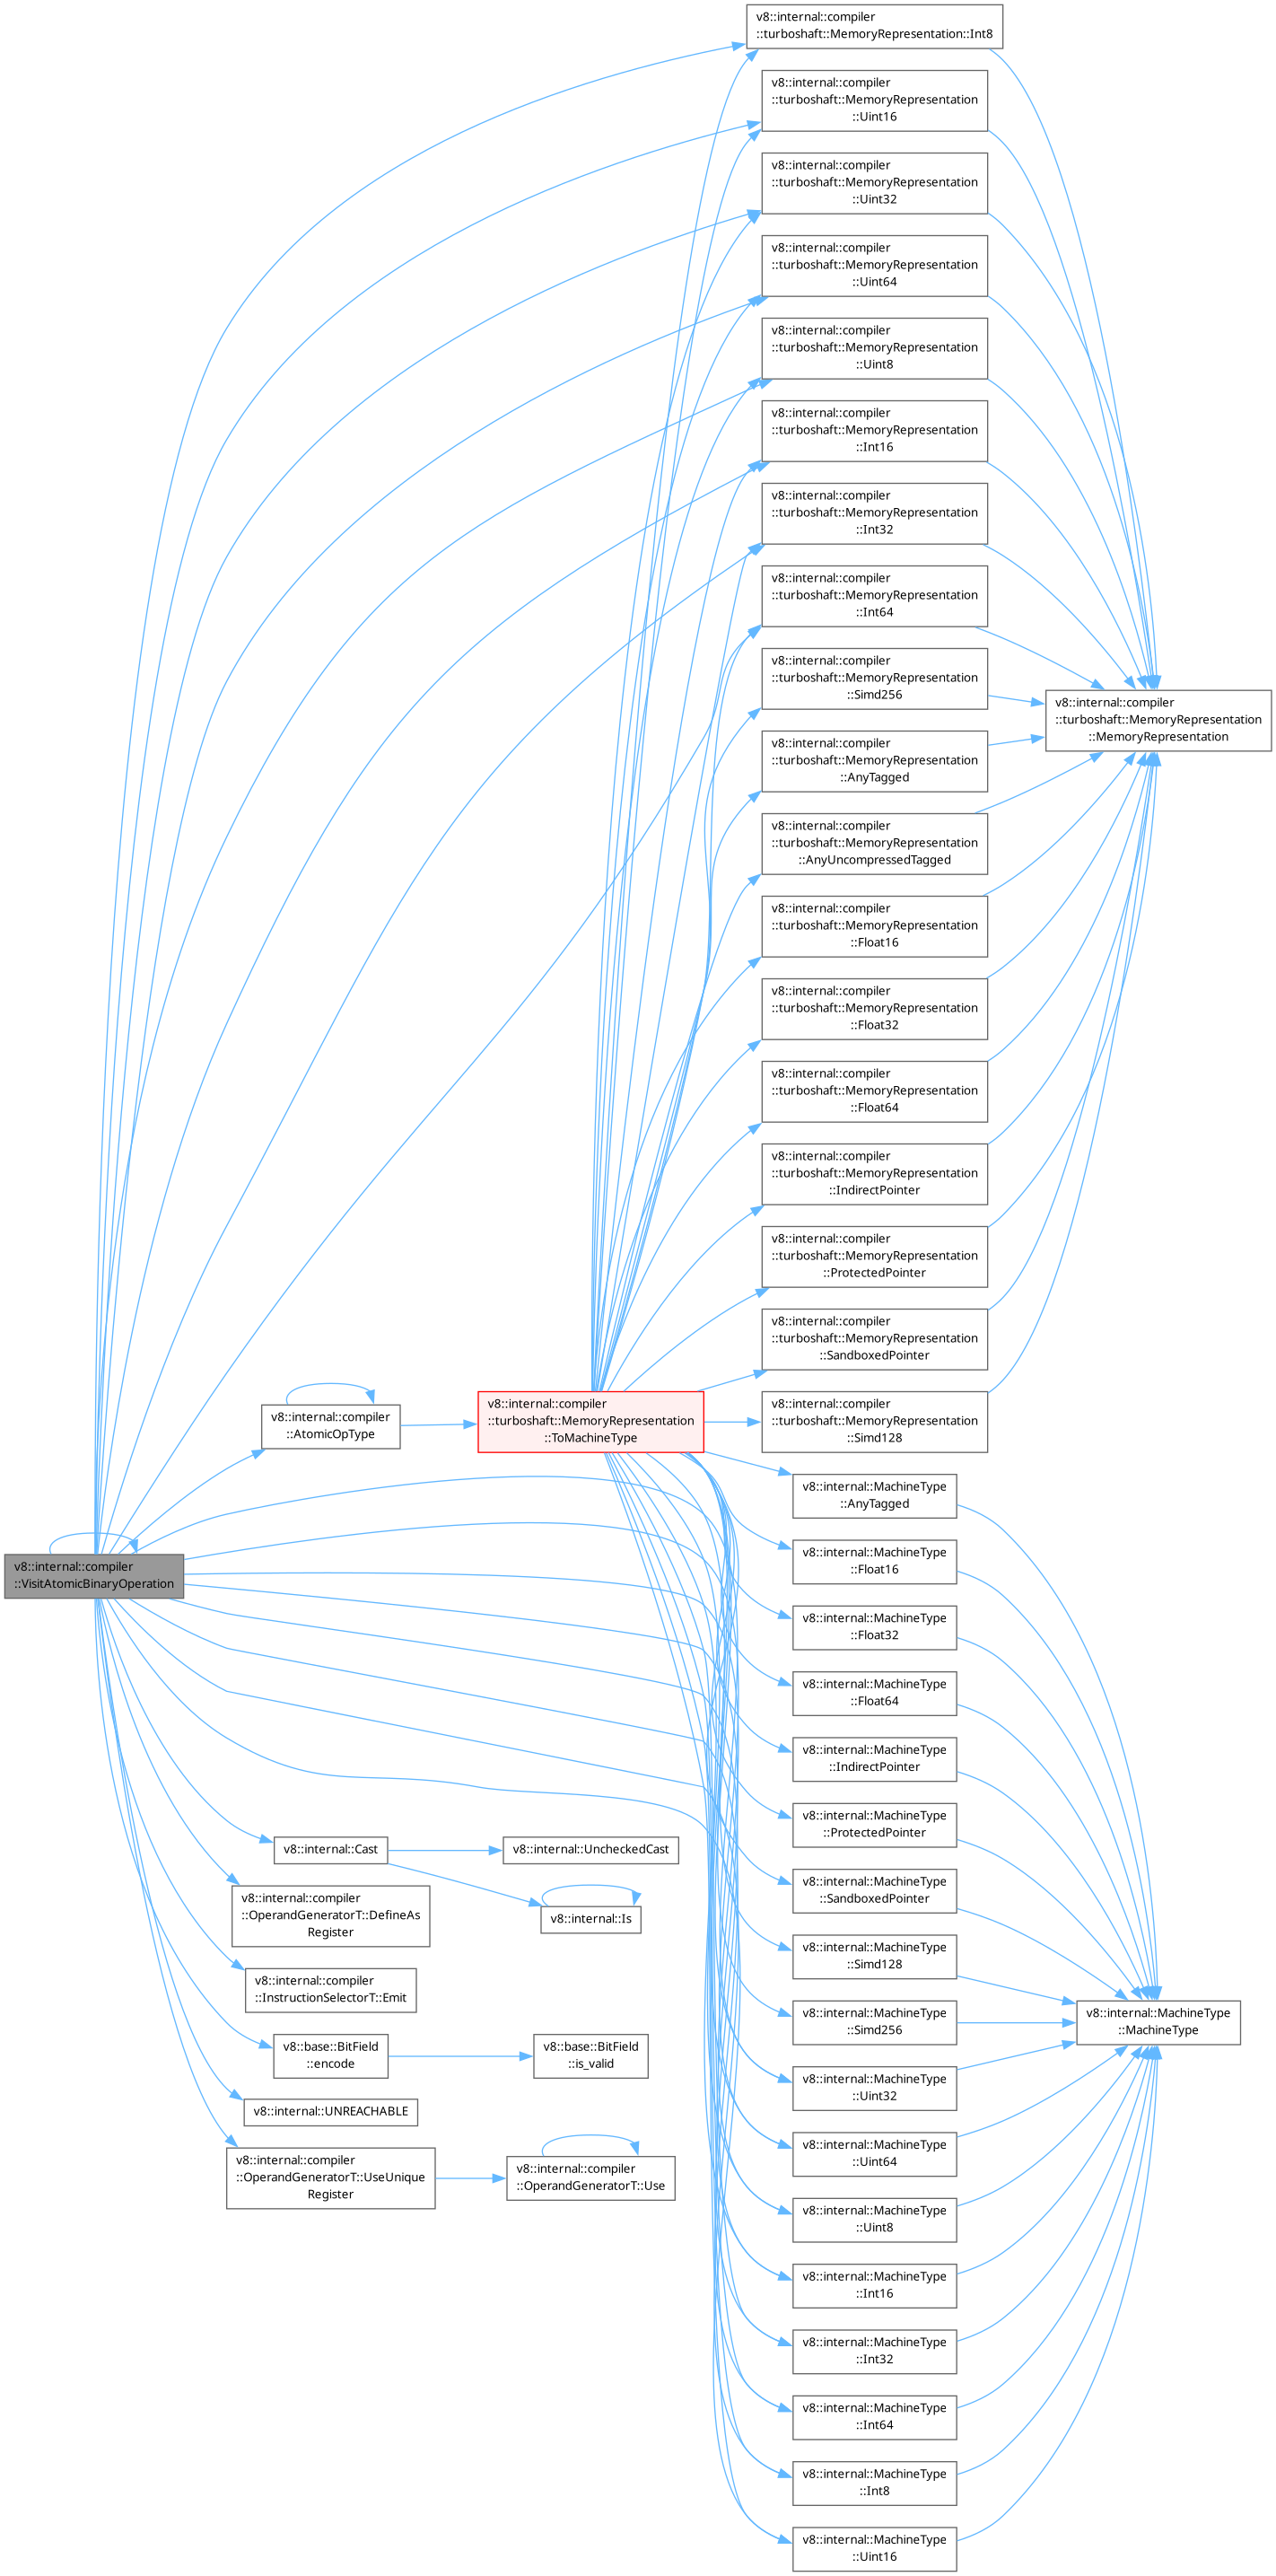 v8::internal::compiler
::turboshaft::MemoryRepresentation::Int8
v8::internal::compiler
::turboshaft::MemoryRepresentation
::Uint16
v8::internal::compiler
::turboshaft::MemoryRepresentation
::Uint32
v8::internal::compiler
::turboshaft::MemoryRepresentation
::Uint64
v8::internal::compiler
::turboshaft::MemoryRepresentation
::Uint8
v8::internal::compiler
::turboshaft::MemoryRepresentation
::Int16
v8::internal::compiler
::turboshaft::MemoryRepresentation
::Int32
v8::internal::compiler
::turboshaft::MemoryRepresentation
::Int64
v8::internal::compiler
::turboshaft::MemoryRepresentation
::Simd256
v8::internal::compiler
::turboshaft::MemoryRepresentation
::MemoryRepresentation
v8::internal::compiler
::turboshaft::MemoryRepresentation
::AnyTagged
v8::internal::compiler
::turboshaft::MemoryRepresentation
::AnyUncompressedTagged
v8::internal::compiler
::turboshaft::MemoryRepresentation
::Float16
v8::internal::compiler
::turboshaft::MemoryRepresentation
::Float32
v8::internal::compiler
::turboshaft::MemoryRepresentation
::Float64
v8::internal::compiler
::turboshaft::MemoryRepresentation
::IndirectPointer
v8::internal::compiler
::turboshaft::MemoryRepresentation
::ProtectedPointer
v8::internal::compiler
::turboshaft::MemoryRepresentation
::SandboxedPointer
v8::internal::compiler
::AtomicOpType
v8::internal::compiler
::turboshaft::MemoryRepresentation
::ToMachineType
v8::internal::compiler
::turboshaft::MemoryRepresentation
::Simd128
v8::internal::MachineType
::AnyTagged
v8::internal::compiler
::VisitAtomicBinaryOperation
v8::internal::MachineType
::Float16
v8::internal::MachineType
::Float32
v8::internal::MachineType
::Float64
v8::internal::MachineType
::IndirectPointer
v8::internal::MachineType
::ProtectedPointer
v8::internal::Cast
v8::internal::UncheckedCast
v8::internal::MachineType
::SandboxedPointer
v8::internal::compiler
::OperandGeneratorT::DefineAs
Register
v8::internal::Is
v8::internal::MachineType
::Simd128
v8::internal::compiler
::InstructionSelectorT::Emit
v8::internal::MachineType
::Simd256
v8::internal::MachineType
::MachineType
v8::base::BitField
::encode
v8::base::BitField
::is_valid
v8::internal::MachineType
::Uint32
v8::internal::UNREACHABLE
v8::internal::MachineType
::Uint64
v8::internal::compiler
::OperandGeneratorT::UseUnique
Register
v8::internal::compiler
::OperandGeneratorT::Use
v8::internal::MachineType
::Uint8
v8::internal::MachineType
::Int16
v8::internal::MachineType
::Int32
v8::internal::MachineType
::Int64
v8::internal::MachineType
::Int8
v8::internal::MachineType
::Uint16